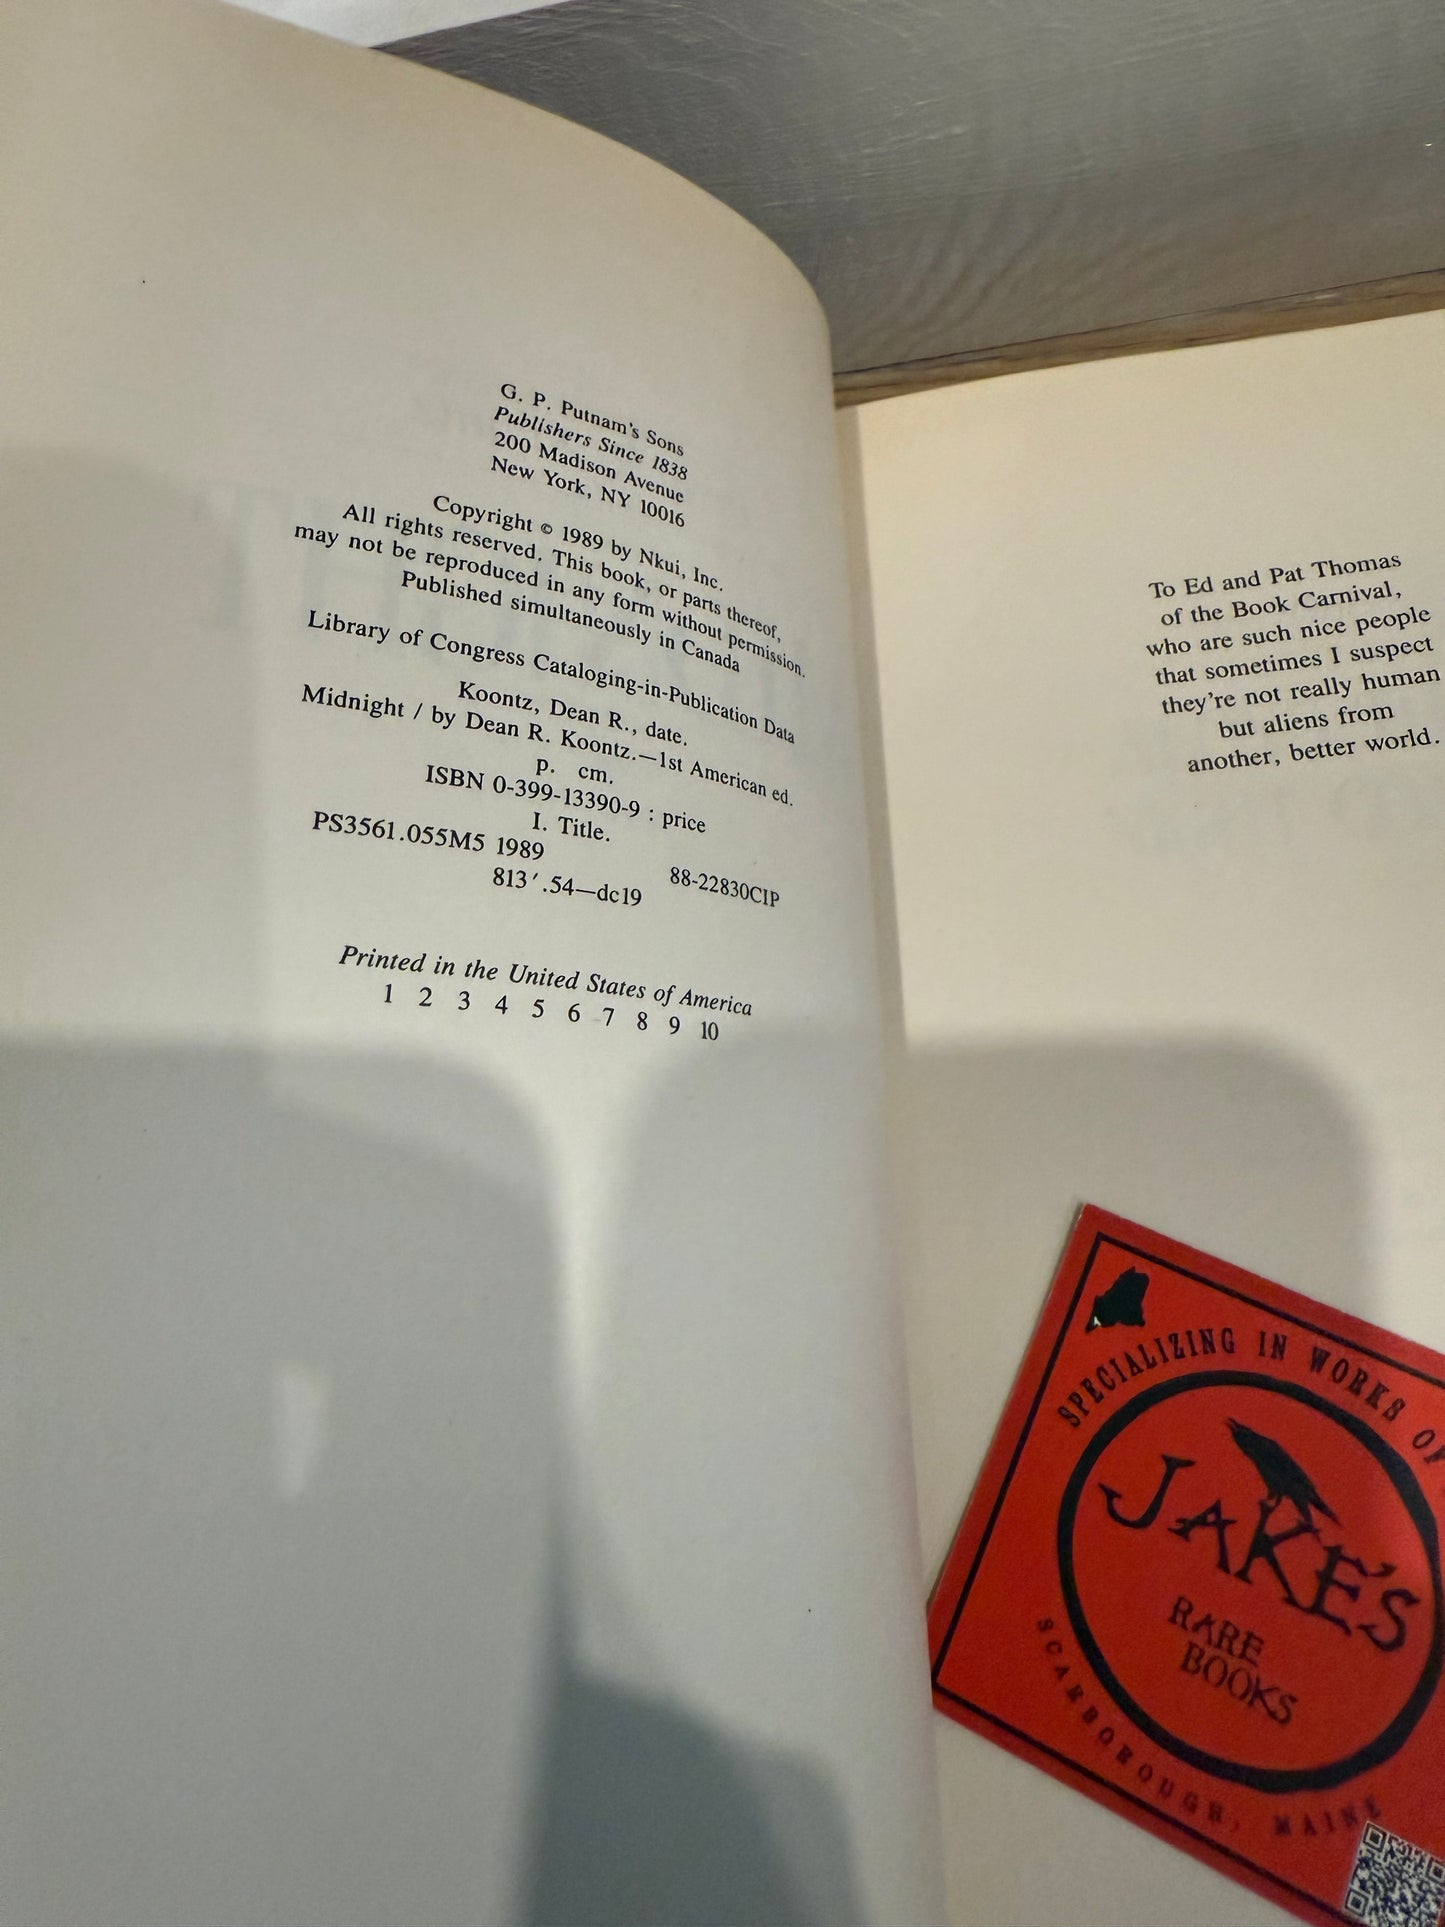 G. P. Putnam's Sons
Publishers Since 1838
200 Madison Avenue
New York, NY 10016
Copyright © 1989 by Nkui, Inc.
All rights reserved. This book, or parts thereof,
may not be reproduced in any form without permission.
Published simultaneously in Canada
Library of Congress Cataloging-in-Publication Data
Koontz, Dean R., date.
Midnight / by Dean R. Koontz.—1st American ed.
p. cm.
ISBN 0-399-13390-9 : price
I. Title.
PS3561.055M5 1989
813′.54—dc19 88-22830CIP
Printed in the United States of America
1 2 3 4 5 6 7 8 9 10
To Ed and Pat Thomas
of the Book Carnival,
who are such nice people
that sometimes I suspect
they're not really human
but aliens from
another, better world.
SPECIALIZING IN WORKS OF
JAKE'S
RARE
BOOKS
SCARBOROUGH, MAINE